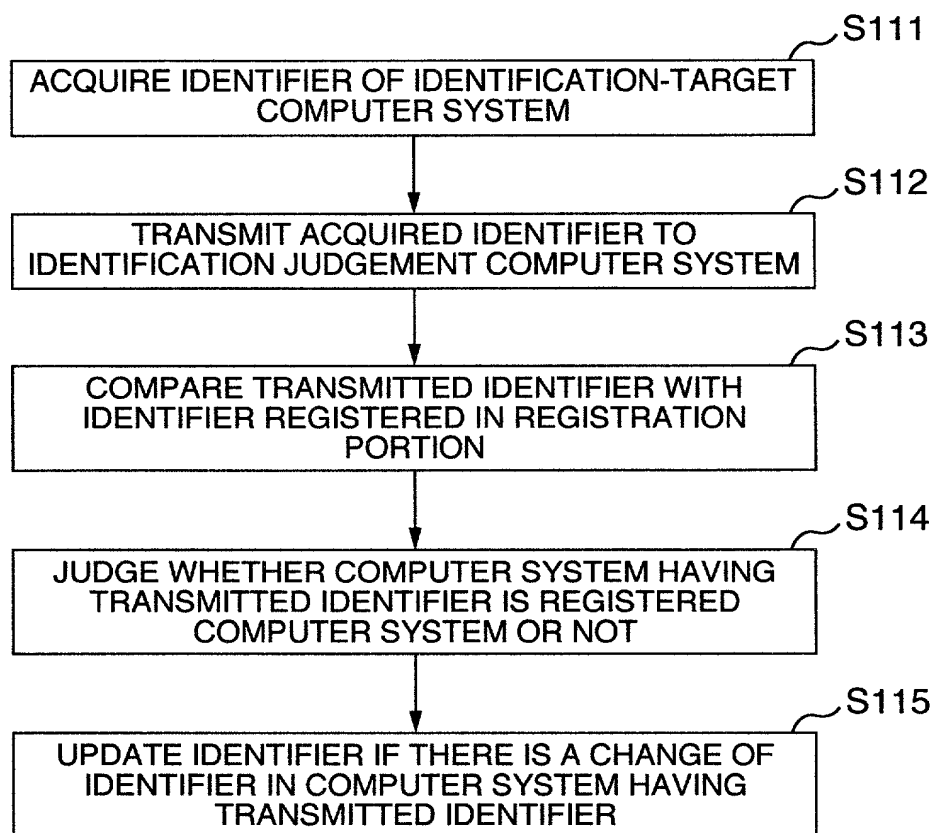 S111
ACQUIRE IDENTIFIER OF IDENTIFICATION-TARGET
COMPUTER SYSTEM
S112
TRANSMIT ACQUIRED IDENTIFIER TO
IDENTIFICATION JUDGEMENT COMPUTER SYSTEM
S113
COMPARE TRANSMITTED IDENTIFIER WITH
IDENTIFIER REGISTERED IN REGISTRATION
PORTION
S114
JUDGE WHETHER COMPUTER SYSTEM HAVING
TRANSMITTED IDENTIFIER IS REGISTERED
COMPUTER SYSTEM OR NOT
S115
UPDATE IDENTIFIER IF THERE IS A CHANGE OF
IDENTIFIER IN COMPUTER SYSTEM HAVING
TRANSMITTED IDENTIFIER